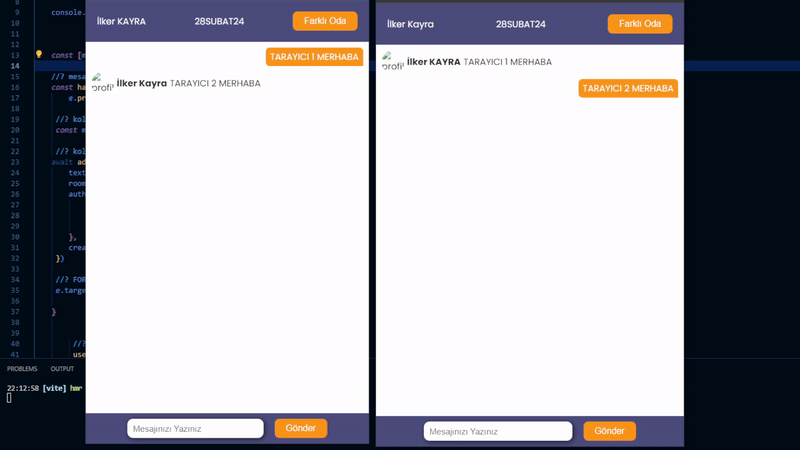 8
9 console.
10
11
12
13 const [m
14
15 //? mesa
16 const ha
17 e.pr
18
19 //? kol
20 const m
21
22 //? kol
23 await ad
24 text
25 room
26 auth
27
28
29
30 },
31 crea
32 })
33
34 //? FOR
35 e.targe
36
37 }
38
39
40 //?
41 use
PROBLEMS OUTPUT
22:12:58 [vite] hmr
İlker KAYRA 28SUBAT24 Farklı Oda
TARAYICI 1 MERHABA
profil İlker Kayra TARAYICI 2 MERHABA
Mesajınızı Yazınız Gönder
İlker Kayra 28SUBAT24 Farklı Oda
profil İlker KAYRA TARAYICI 1 MERHABA
TARAYICI 2 MERHABA
Mesajınızı Yazınız Gönder